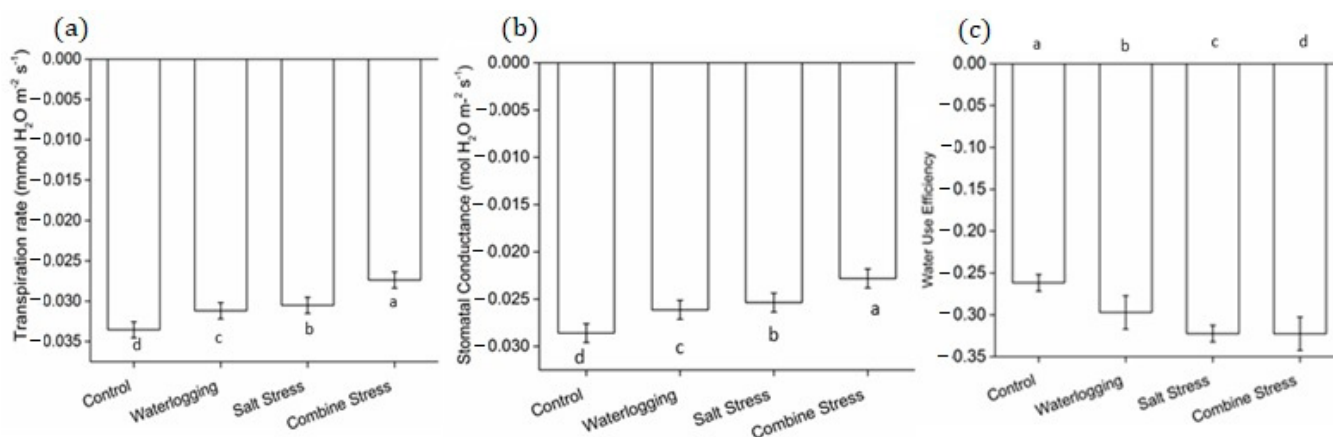 (a)
Transpiration rate (mmol H₂O m⁻² s⁻¹)
0.000
−0.005
−0.010
−0.015
−0.020
−0.025
−0.030
−0.035
d
c
b
a
Control
Waterlogging
Salt Stress
Combine Stress
(b)
Stomatal Conductance (mol H₂O m-² s⁻¹)
0.000
−0.005
−0.010
−0.015
−0.020
−0.025
−0.030
d
c
b
a
Control
Waterlogging
Salt Stress
Combine Stress
(c)
a b c d
Water Use Efficiency
0.00
−0.05
−0.10
−0.15
−0.20
−0.25
−0.30
−0.35
Control
Waterlogging
Salt Stress
Combine Stress